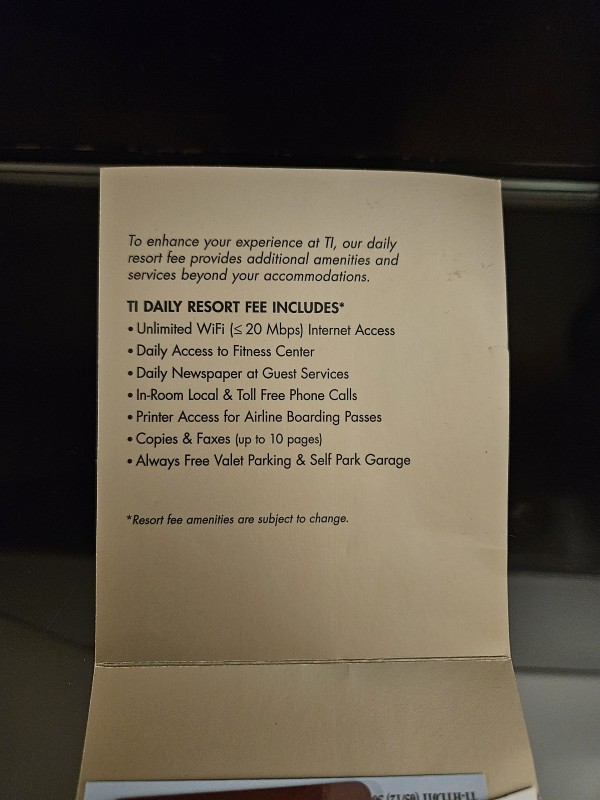 To enhance your experience at TI, our daily
resort fee provides additional amenities and
services beyond your accommodations.
TI DAILY RESORT FEE INCLUDES*
• Unlimited WiFi (≤ 20 Mbps) Internet Access
• Daily Access to Fitness Center
• Daily Newspaper at Guest Services
• In-Room Local & Toll Free Phone Calls
• Printer Access for Airline Boarding Passes
• Copies & Faxes (up to 10 pages)
• Always Free Valet Parking & Self Park Garage
*Resort fee amenities are subject to change.